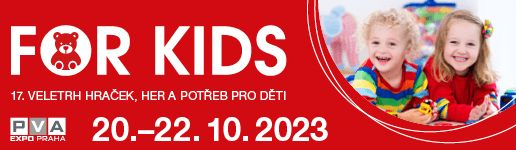 FOR KIDS
17. VELETRH HRAČEK, HER A POTŘEB PRO DĚTI
PVA
EXPO PRAHA
20.–22. 10. 2023